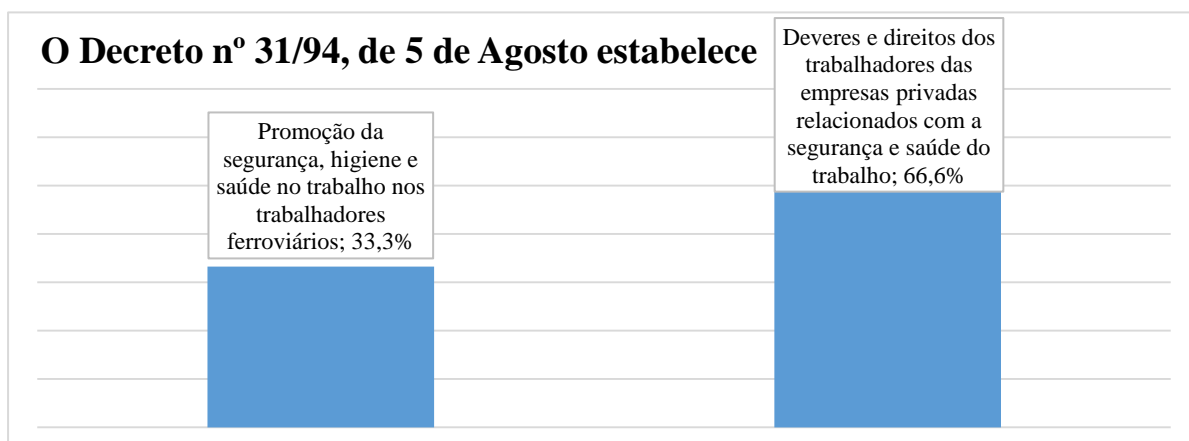 O Decreto nº 31/94, de 5 de Agosto estabelece
Promoção da
segurança, higiene e
saúde no trabalho nos
trabalhadores
ferroviários; 33,3%
Deveres e direitos dos
trabalhadores das
empresas privadas
relacionados com a
segurança e saúde do
trabalho; 66,6%